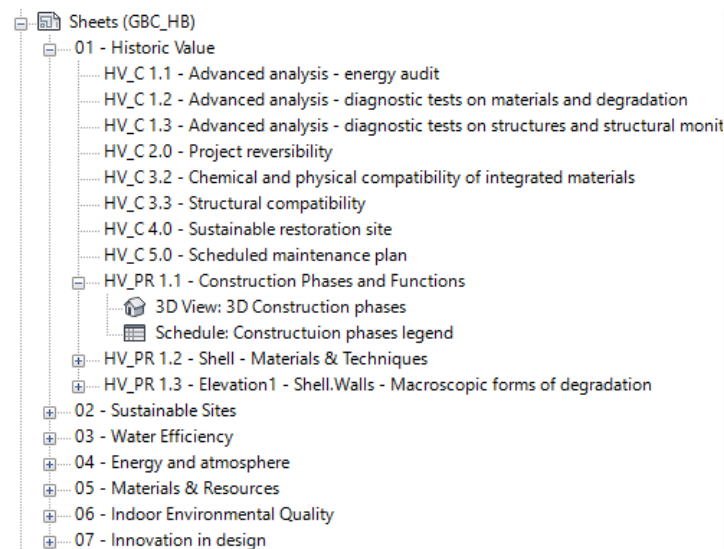 Sheets (GBC_HB)
01 - Historic Value
HV_C 1.1 - Advanced analysis - energy audit
HV_C 1.2 - Advanced analysis - diagnostic tests on materials and degradation
HV_C 1.3 - Advanced analysis - diagnostic tests on structures and structural monit
HV_C 2.0 - Project reversibility
HV_C 3.2 - Chemical and physical compatibility of integrated materials
HV_C 3.3 - Structural compatibility
HV_C 4.0 - Sustainable restoration site
HV_C 5.0 - Scheduled maintenance plan
HV_PR 1.1 - Construction Phases and Functions
3D View: 3D Construction phases
Schedule: Constructuion phases legend
HV_PR 1.2 - Shell - Materials & Techniques
HV_PR 1.3 - Elevation1 - Shell.Walls - Macroscopic forms of degradation
02 - Sustainable Sites
03 - Water Efficiency
04 - Energy and atmosphere
05 - Materials & Resources
06 - Indoor Environmental Quality
07 - Innovation in design